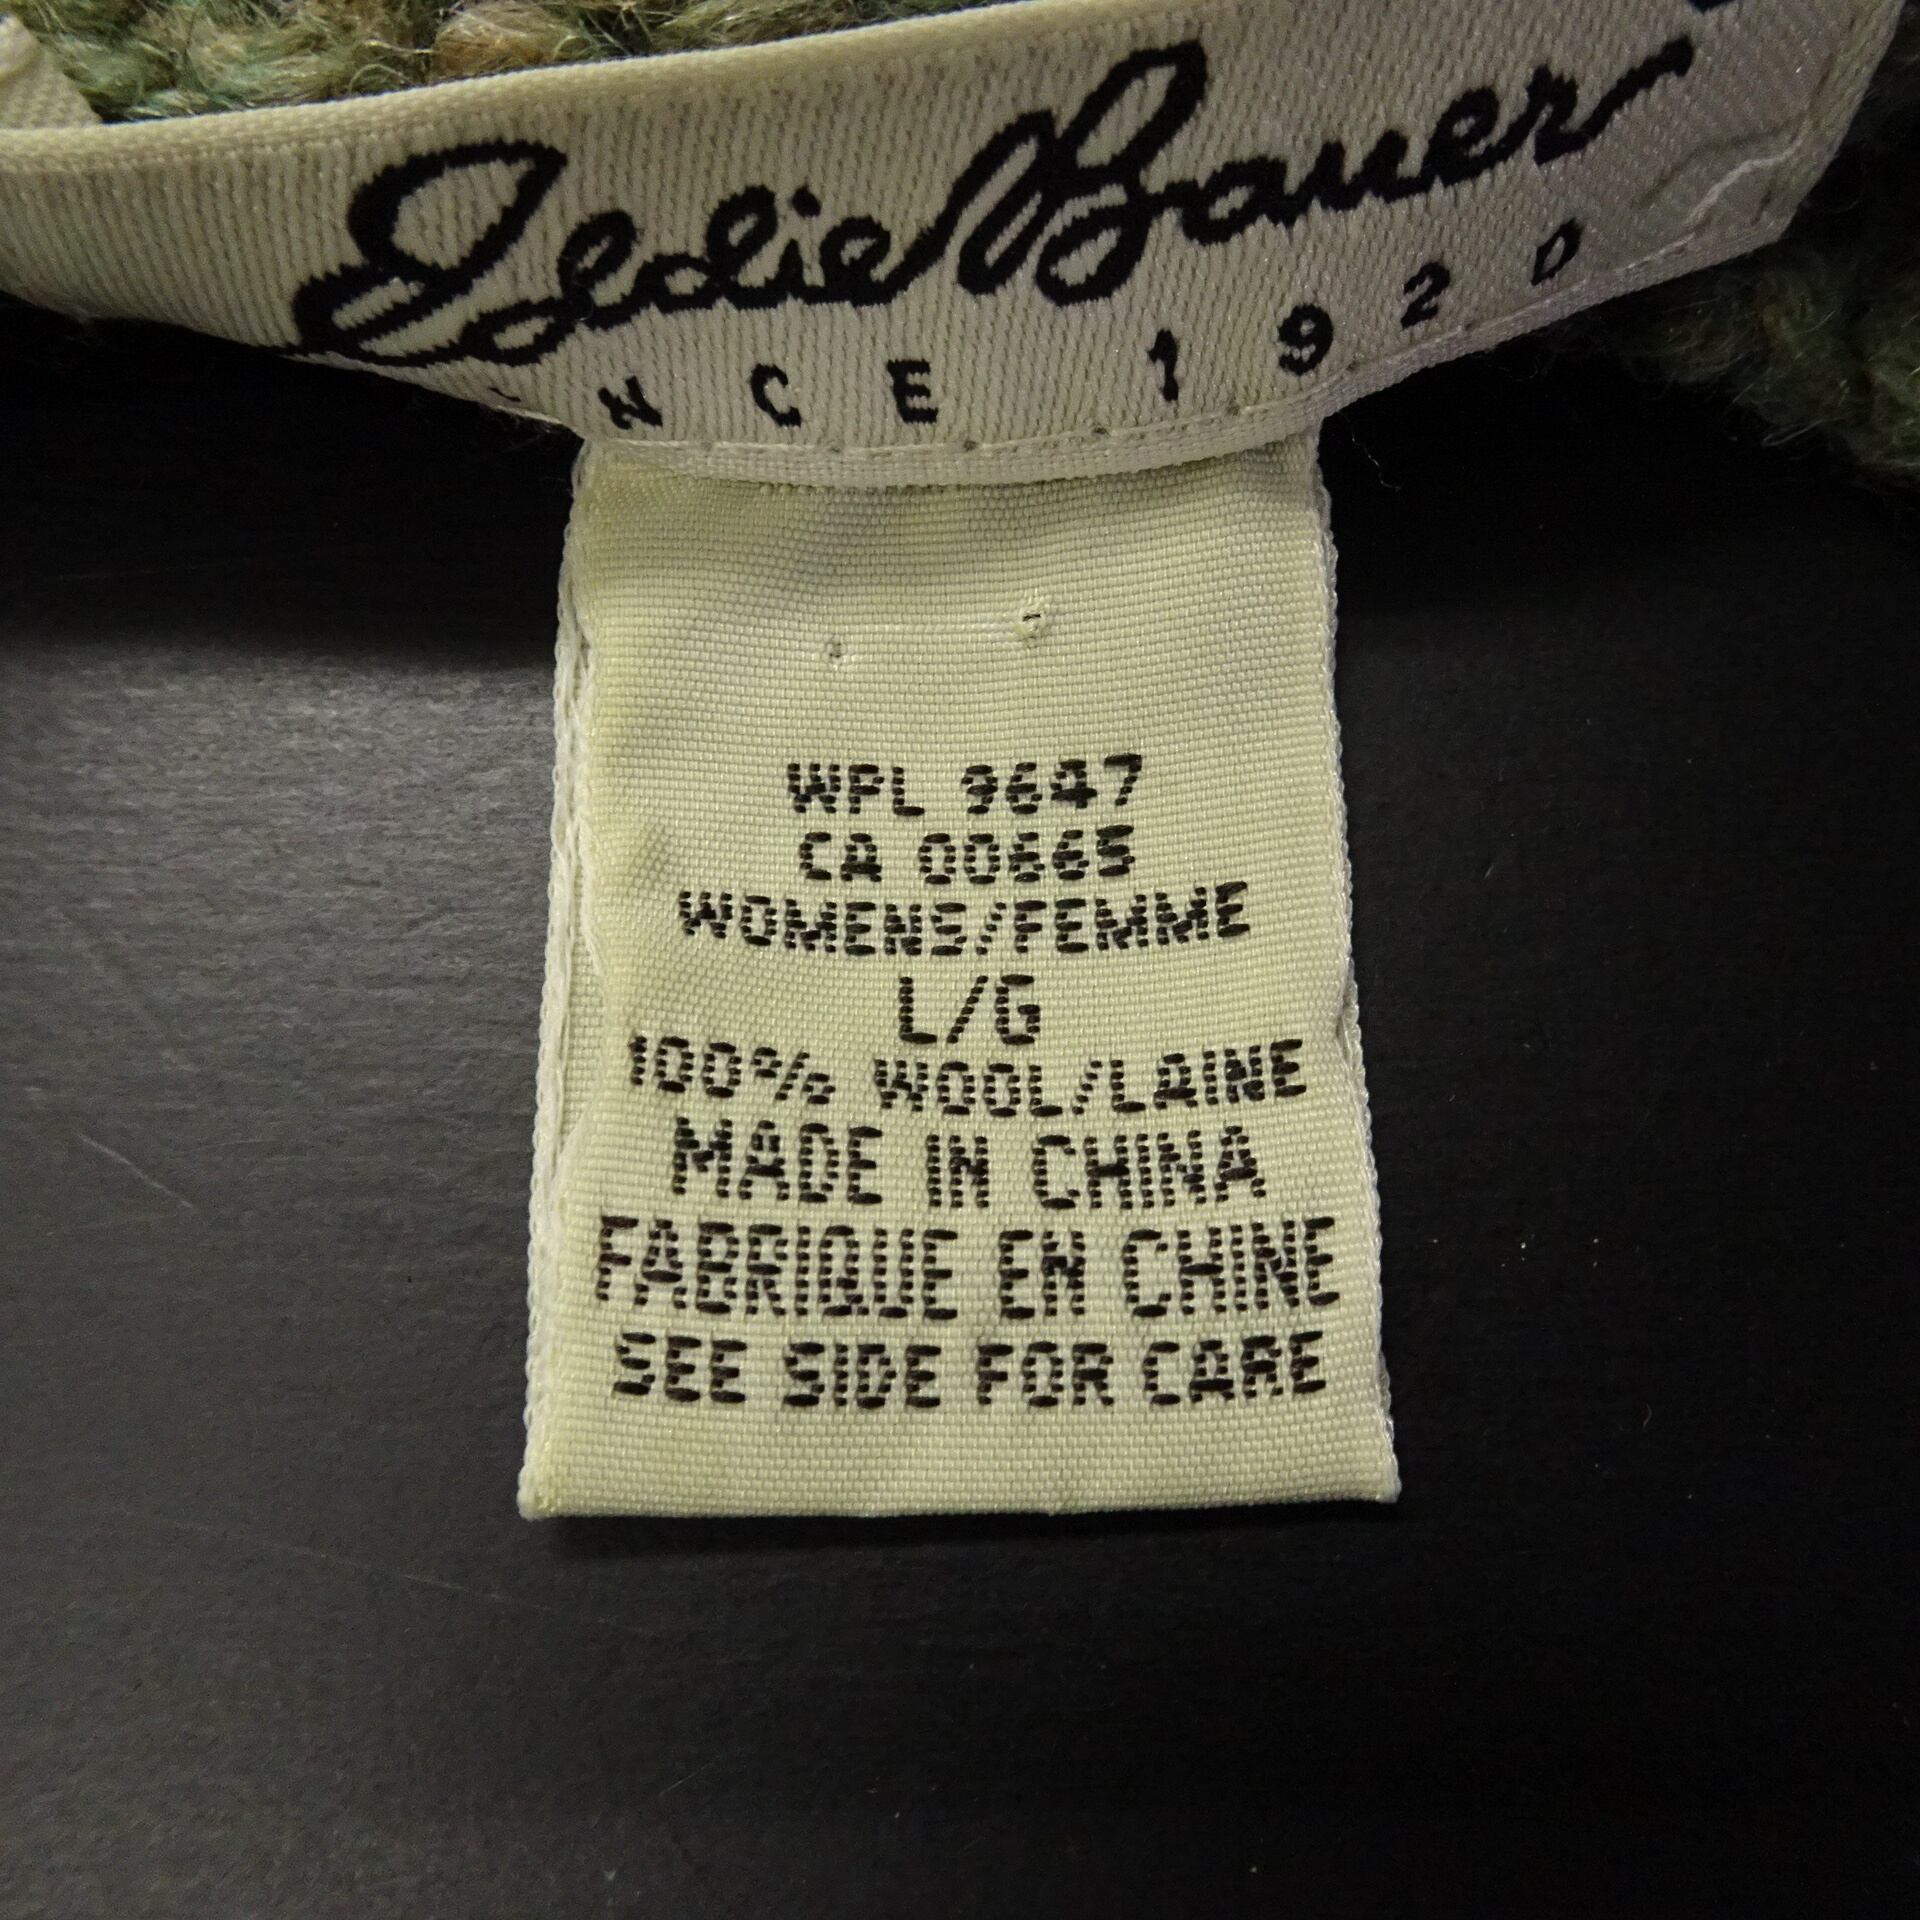 Eddie Bauer
INCE 1920
WPL 9647
CA 00665
WOMENS/FEMME
L/G
100% WOOL/LAINE
MADE IN CHINA
FABRIQUE EN CHINE
SEE SIDE FOR CARE